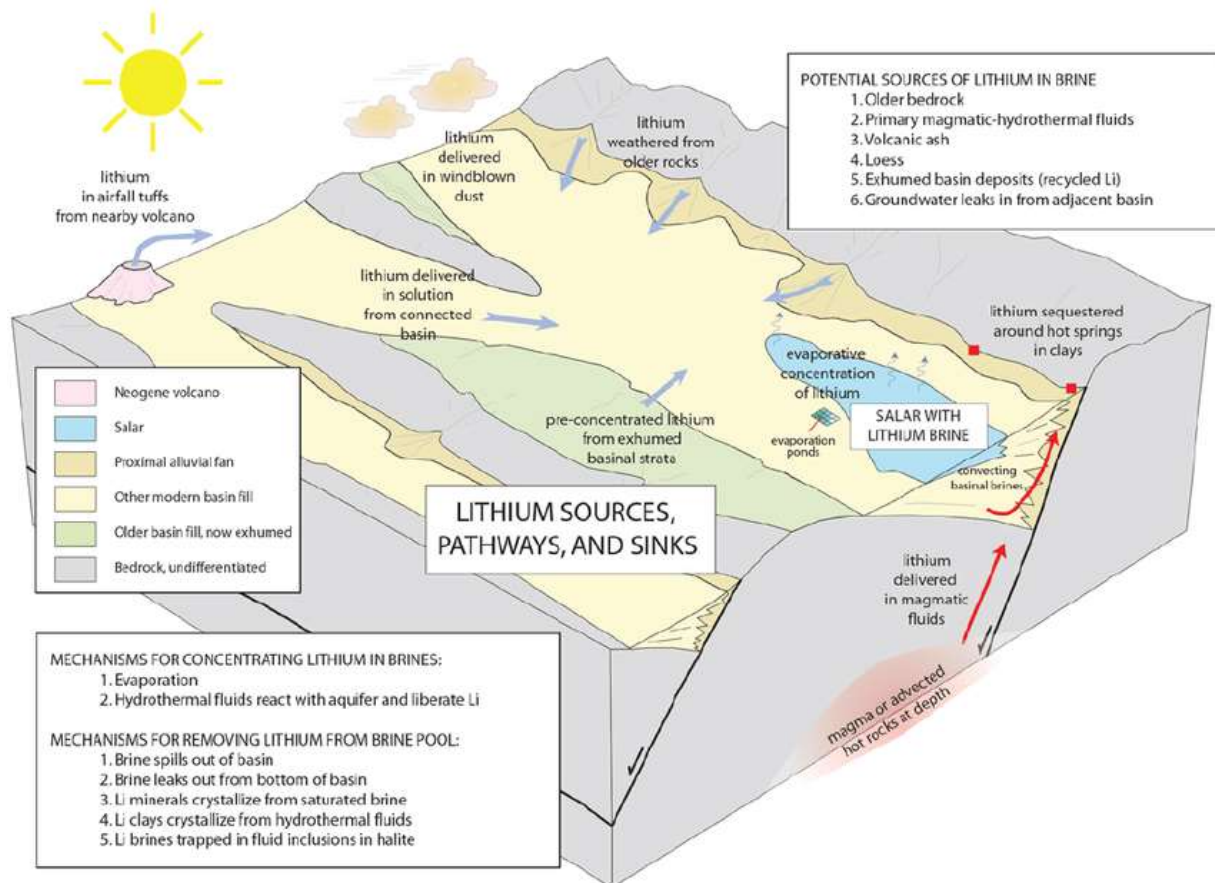 POTENTIAL SOURCES OF LITHIUM IN BRINE
1. Older bedrock
2. Primary magmatic-hydrothermal fluids
3. Volcanic ash
4. Loess
5. Exhumed basin deposits (recycled Li)
6. Groundwater leaks in from adjacent basin
lithium
in airfall tuffs
from nearby volcano
lithium
delivered
in windblown
dust
lithium
weathered from
older rocks
lithium delivered
in solution
from connected
basin
lithium sequestered
around hot springs
in clays
evaporative
concentration
of lithium
SALAR WITH
LITHIUM BRINE
evaporation
ponds
convecting
basinal brines
pre-concentrated lithium
from exhumed
basinal strata
Neogene volcano
Salar
Proximal alluvial fan
Other modern basin fill
Older basin fill, now exhumed
Bedrock, undifferentiated
LITHIUM SOURCES,
PATHWAYS, AND SINKS
lithium
delivered
in magmatic
fluids
magma or advected
hot rocks at depth
MECHANISMS FOR CONCENTRATING LITHIUM IN BRINES:
1. Evaporation
2. Hydrothermal fluids react with aquifer and liberate Li
MECHANISMS FOR REMOVING LITHIUM FROM BRINE POOL:
1. Brine spills out of basin
2. Brine leaks out from bottom of basin
3. Li minerals crystallize from saturated brine
4. Li clays crystallize from hydrothermal fluids
5. Li brines trapped in fluid inclusions in halite